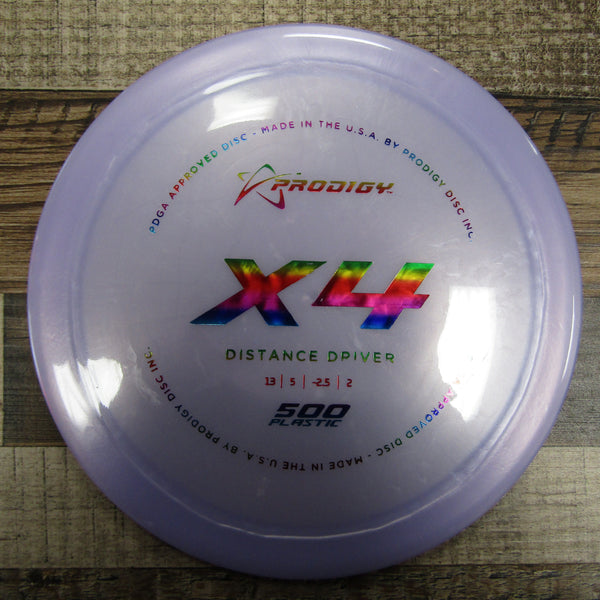 PDGA APPROVED DISC - MADE IN THE U.S.A. BY PRODIGY DISC INC.
PRODIGY™
X4
DISTANCE DRIVER
13 | 5 | -2.5 | 2
500
PLASTIC
APPROVED DISC - MADE IN THE U.S.A. BY PRODIGY DISC INC.